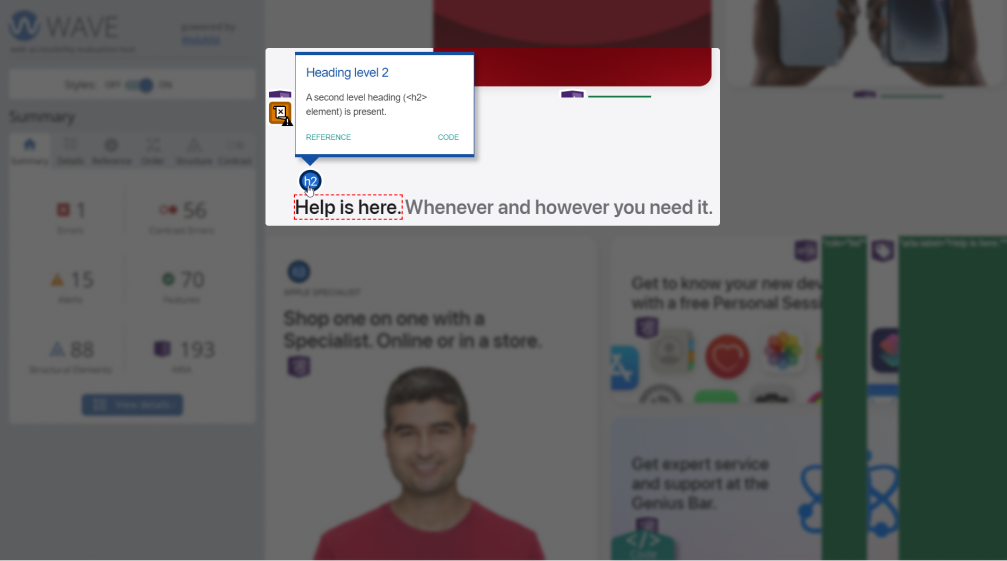 WAVE
powered by
web accessibility evaluation tool
Styles: OFF ON
Summary
Summary Details Reference Order Structure Contrast
1
Errors
56
Contrast Errors
15
Alerts
70
Features
88
Structural Elements
193
ARIA
View details
Heading level 2
A second level heading (<h2>
element) is present.
REFERENCE
CODE
h2
Help is here. Whenever and however you need it.
APPLE SPECIALIST
Shop one on one with a
Specialist. Online or in a store.
Get to know your new
with a free Personal
Get expert service
and support at the
Genius Bar.
</>
Code